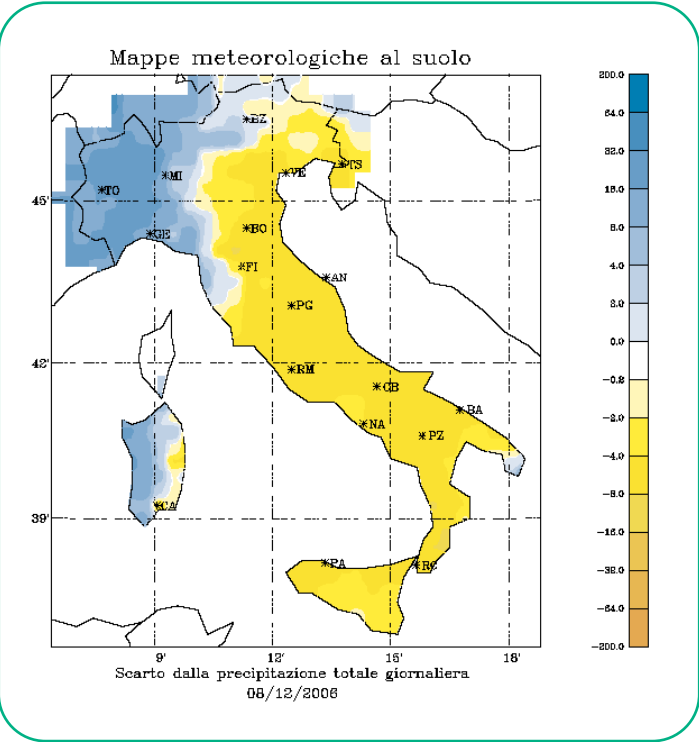 Mappe meteorologiche al suolo
200.0
64.0
BZ
32.0
VE
TS
MI
TO
16.0
45'
BO
8.0
GE
FI
4.0
AN
PG
2.0
0.0
42'
RM
-0.2
CB
BA
NA
-2.0
PZ
-4.0
-8.0
CA
39'
-16.0
PA
RC
-32.0
-64.0
-200.0
9'
12'
15'
18'
Scarto dalla precipitazione totale giornaliera
08/12/2006